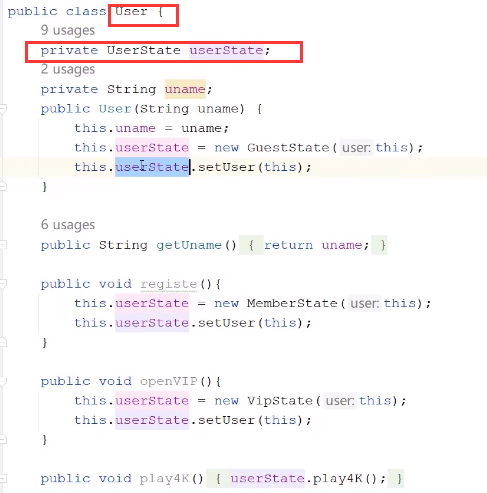 public class User {
9 usages
private UserState userState;
2 usages
private String uname;
public User(String uname) {
this.uname = uname;
this.userState = new GuestState( user: this);
this.userState.setUser(this);
}
6 usages
public String getUname() { return uname; }
public void registe(){
this.userState = new MemberState( user: this);
this.userState.setUser(this);
}
public void openVIP(){
this.userState = new VipState( user: this);
this.userState.setUser(this);
}
public void play4K() { userState.play4K(); }